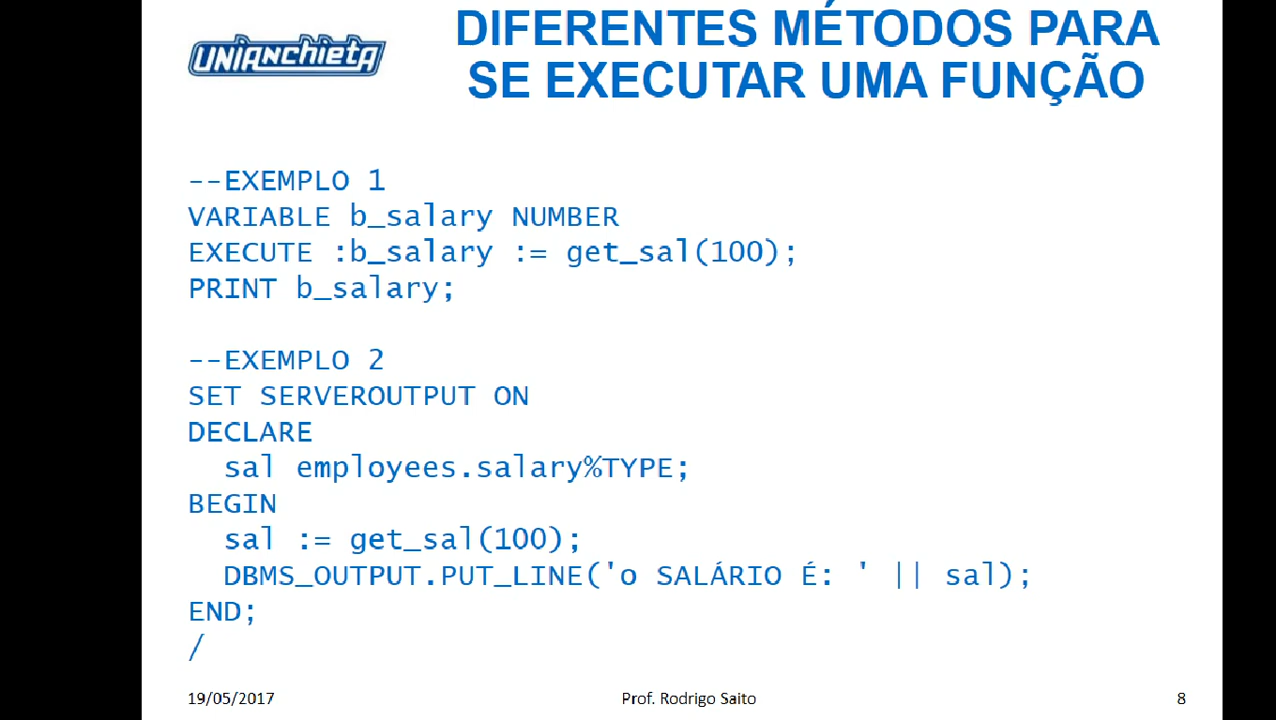 UNIANCHIETA
DIFERENTES MÉTODOS PARA
SE EXECUTAR UMA FUNÇÃO
--EXEMPLO 1
VARIABLE b_salary NUMBER
EXECUTE :b_salary := get_sal(100);
PRINT b_salary;
--EXEMPLO 2
SET SERVEROUTPUT ON
DECLARE
  sal employees.salary%TYPE;
BEGIN
  sal := get_sal(100);
  DBMS_OUTPUT.PUT_LINE('o SALÁRIO É: ' || sal);
END;
/
19/05/2017 Prof. Rodrigo Saito 8